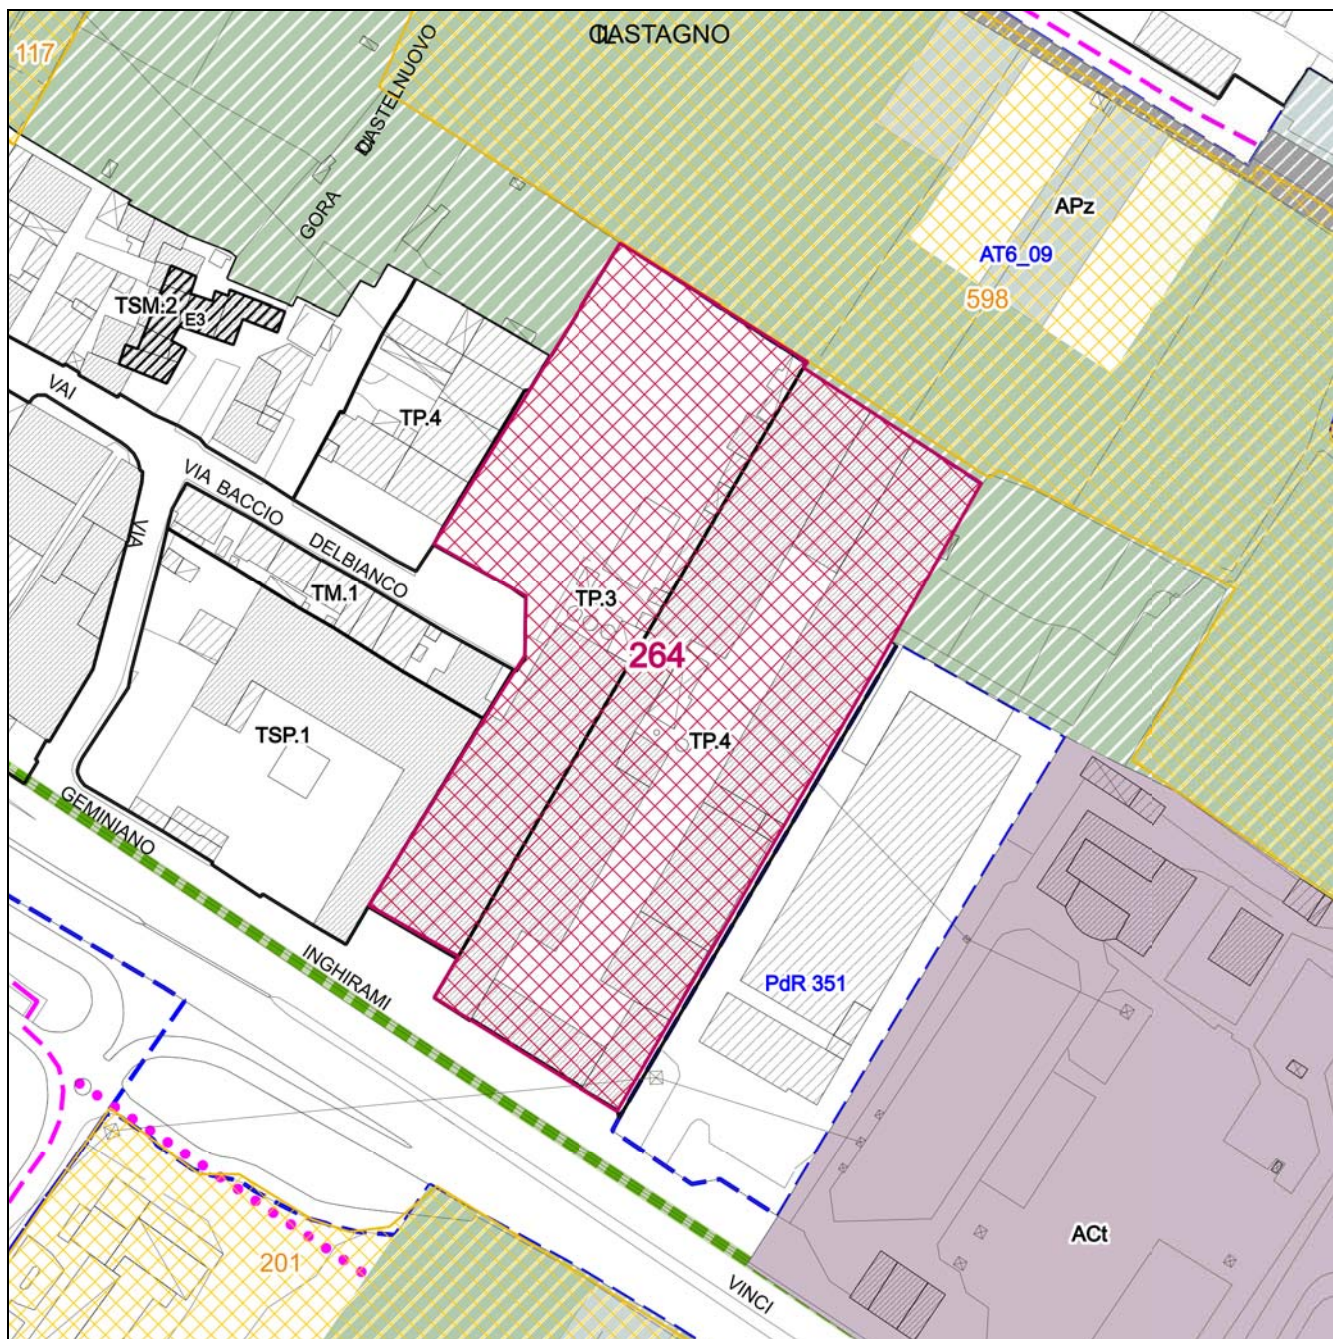 117
CASTAGNO
CASTELNUOVO
GORA
APz
AT6_09
598
TSM.2
E3
VAI
TP.4
VIA BACCIO
DELBIANCO
VIA
TM.1
TP.3
264
TSP.1
TP.4
GEMINIANO
INGHIRAMI
PdR 351
ACt
201
VINCI